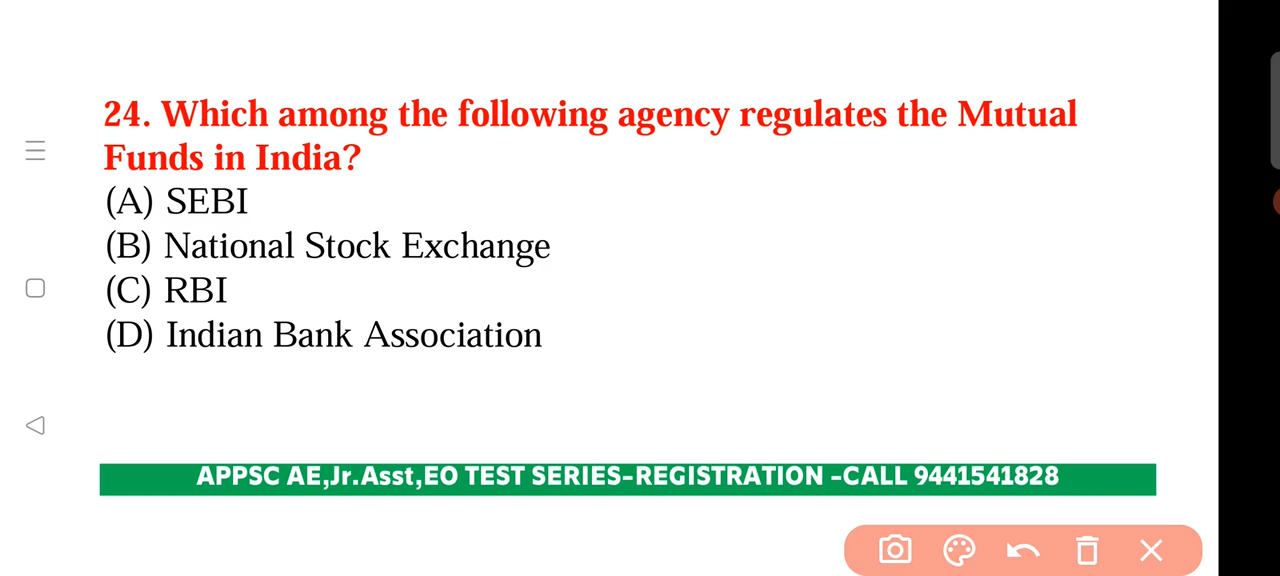 24. Which among the following agency regulates the Mutual
Funds in India?
(A) SEBI
(B) National Stock Exchange
(C) RBI
(D) Indian Bank Association
APPSC AE,Jr.Asst,EO TEST SERIES-REGISTRATION -CALL 9441541828